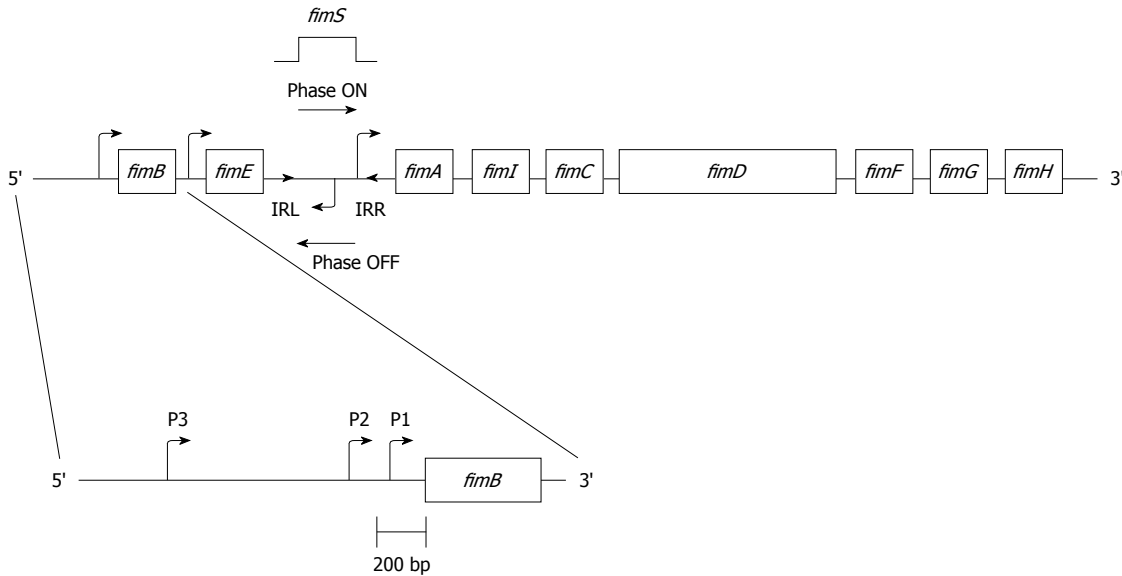 fimS
Phase ON
5' fimB fimE fimA fimI fimC fimD fimF fimG fimH 3'
IRL IRR
Phase OFF
P3 P2 P1
5' fimB 3'
200 bp